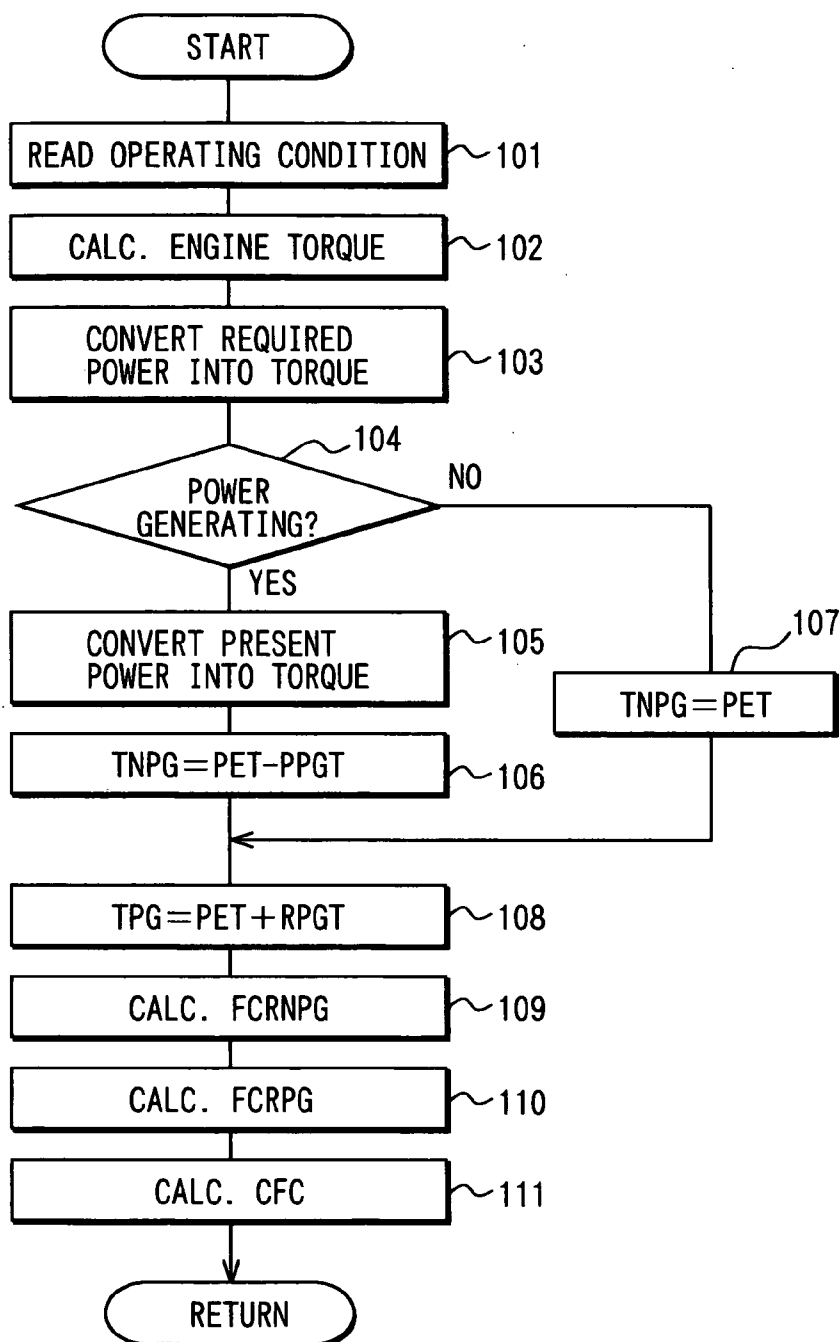 START
READ OPERATING CONDITION
101
CALC. ENGINE TORQUE
102
CONVERT REQUIRED
POWER INTO TORQUE
103
104
POWER
GENERATING?
NO
YES
CONVERT PRESENT
POWER INTO TORQUE
105
107
TNPG=PET
TNPG=PET-PPGT
106
TPG=PET+RPGT
108
CALC. FCRNPG
109
CALC. FCRPG
110
CALC. CFC
111
RETURN